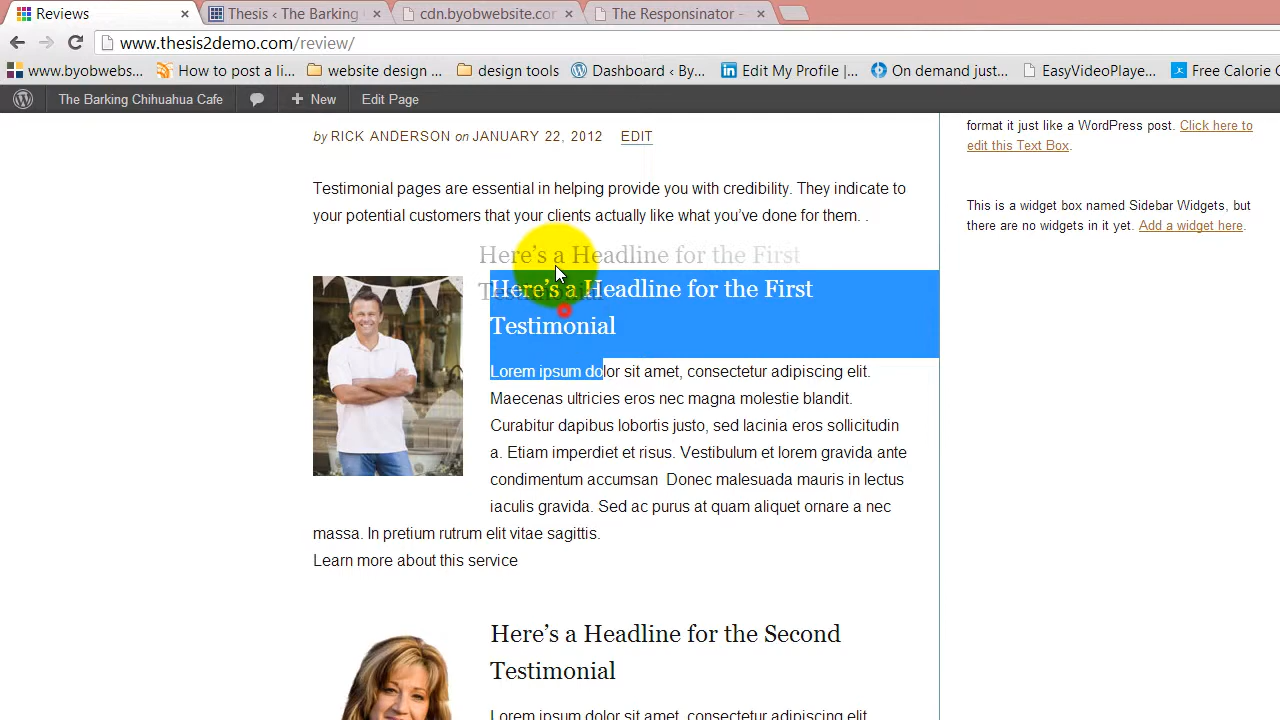 Reviews
Thesis ‹ The Barking
cdn.byobwebsite.cor
The Responsinator -
www.thesis2demo.com/review/
www.byobwebs...
How to post a li...
website design ...
design tools
Dashboard ‹ By...
Edit My Profile |...
On demand just...
EasyVideoPlaye...
Free Calorie C
The Barking Chihuahua Cafe
New
Edit Page
by RICK ANDERSON on JANUARY 22, 2012 EDIT
Testimonial pages are essential in helping provide you with credibility. They indicate to
your potential customers that your clients actually like what you've done for them. .
Here's a Headline for the First
Here's a Headline for the First
Testimonial
Lorem ipsum dolor sit amet, consectetur adipiscing elit.
Maecenas ultricies eros nec magna molestie blandit.
Curabitur dapibus lobortis justo, sed lacinia eros sollicitudin
a. Etiam imperdiet et risus. Vestibulum et lorem gravida ante
condimentum accumsan  Donec malesuada mauris in lectus
iaculis gravida. Sed ac purus at quam aliquet ornare a nec
massa. In pretium rutrum elit vitae sagittis.
Learn more about this service
Here's a Headline for the Second
Testimonial
Lorem ipsum dolor sit amet, consectetur adipiscing elit.
format it just like a WordPress post. Click here to
edit this Text Box.
This is a widget box named Sidebar Widgets, but
there are no widgets in it yet. Add a widget here.